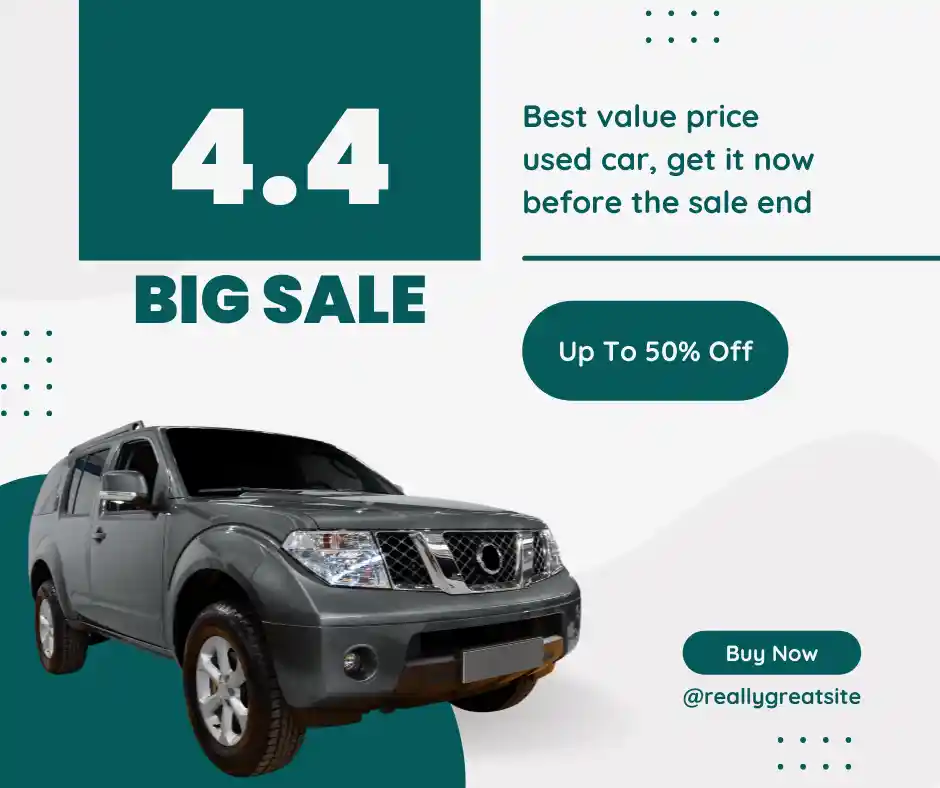 4.4
BIG SALE
Best value price
used car, get it now
before the sale end
Up To 50% Off
Buy Now
@reallygreatsite